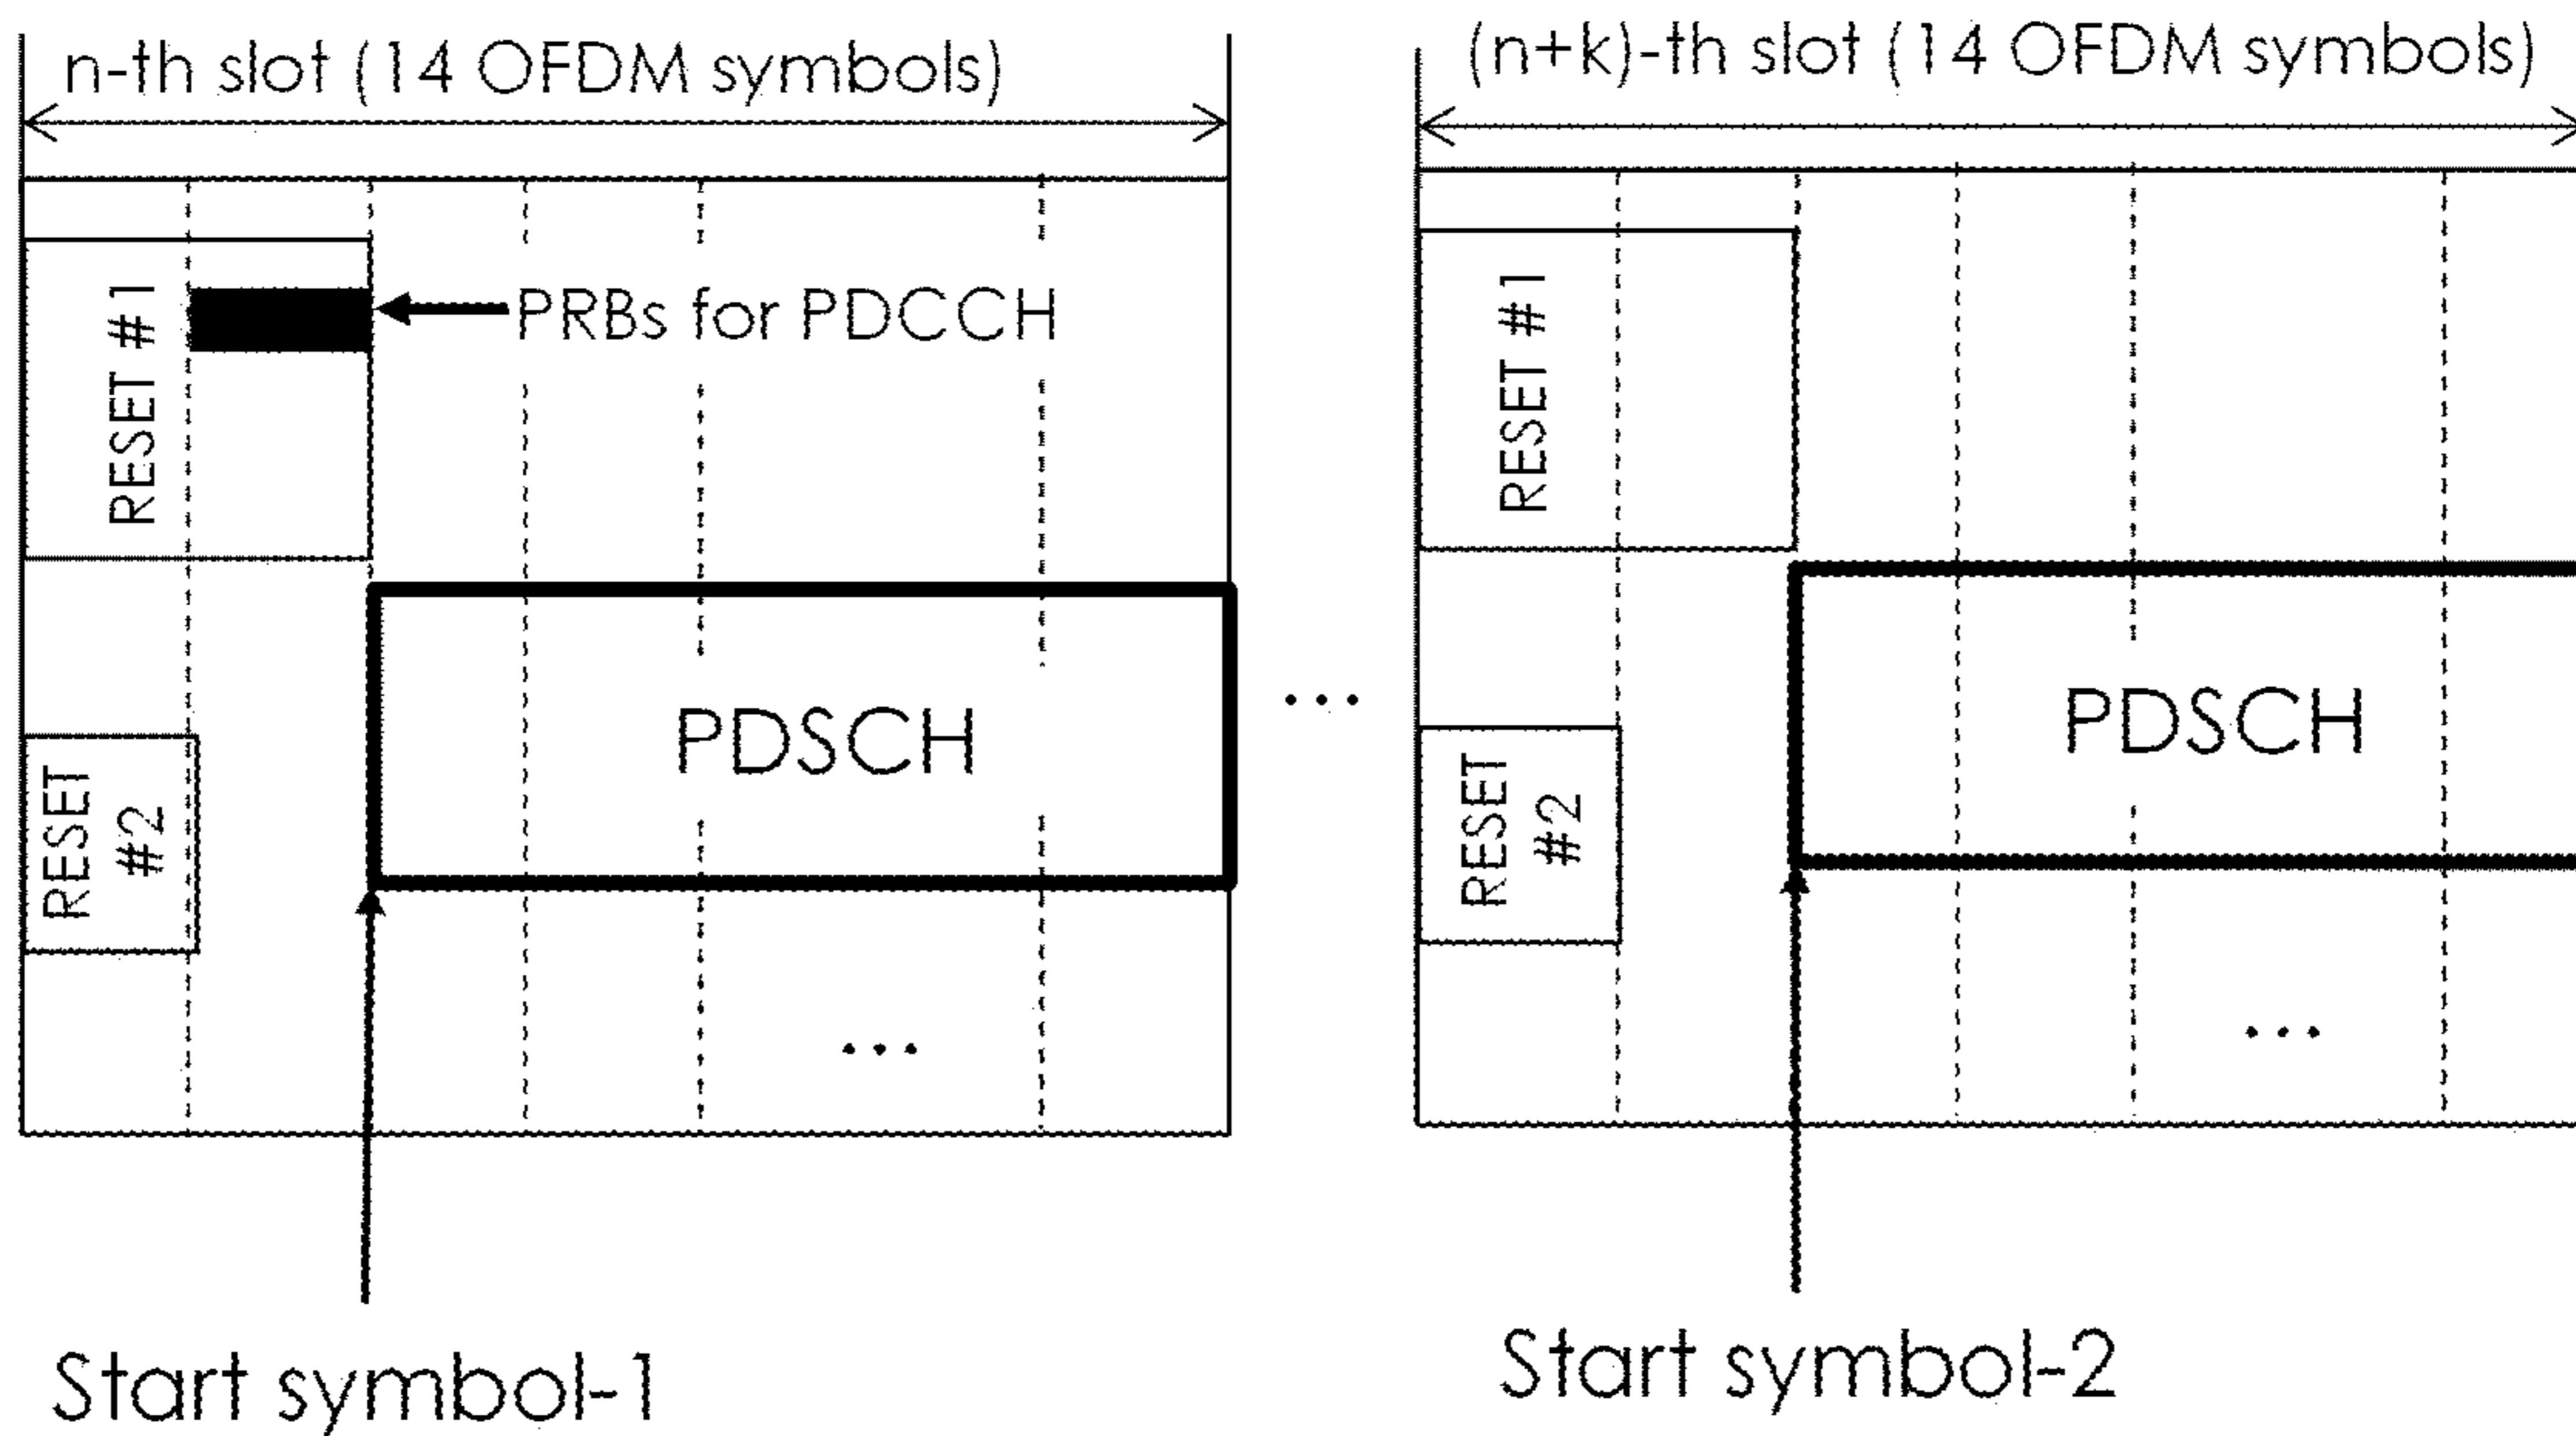 n-th slot (14 OFDM symbols)
(n+k)-th slot (14 OFDM symbols)
RESET #1
PRBs for PDCCH
RESET #1
PDSCH
...
PDSCH
RESET
#2
RESET
#2
...
...
Start symbol-1
Start symbol-2